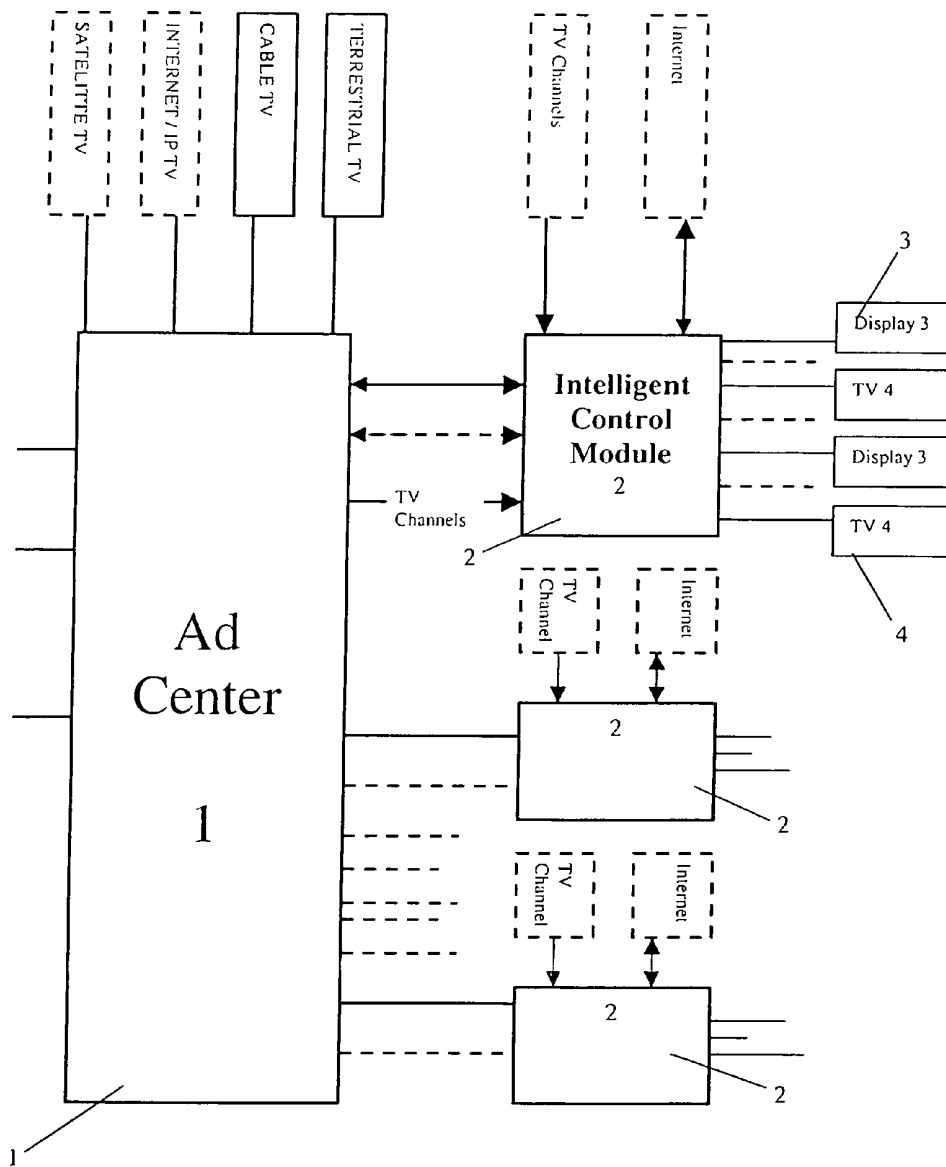 SATELITTE TV
INTERNET / IP TV
CABLE TV
TERRESTRIAL TV
TV Channels
Internet
3
Display 3
TV 4
Display 3
TV 4
4
Intelligent
Control
Module
2
2
TV
Channels
Ad
Center
1
TV
Channel
Internet
2
2
TV
Channel
Internet
2
2
1